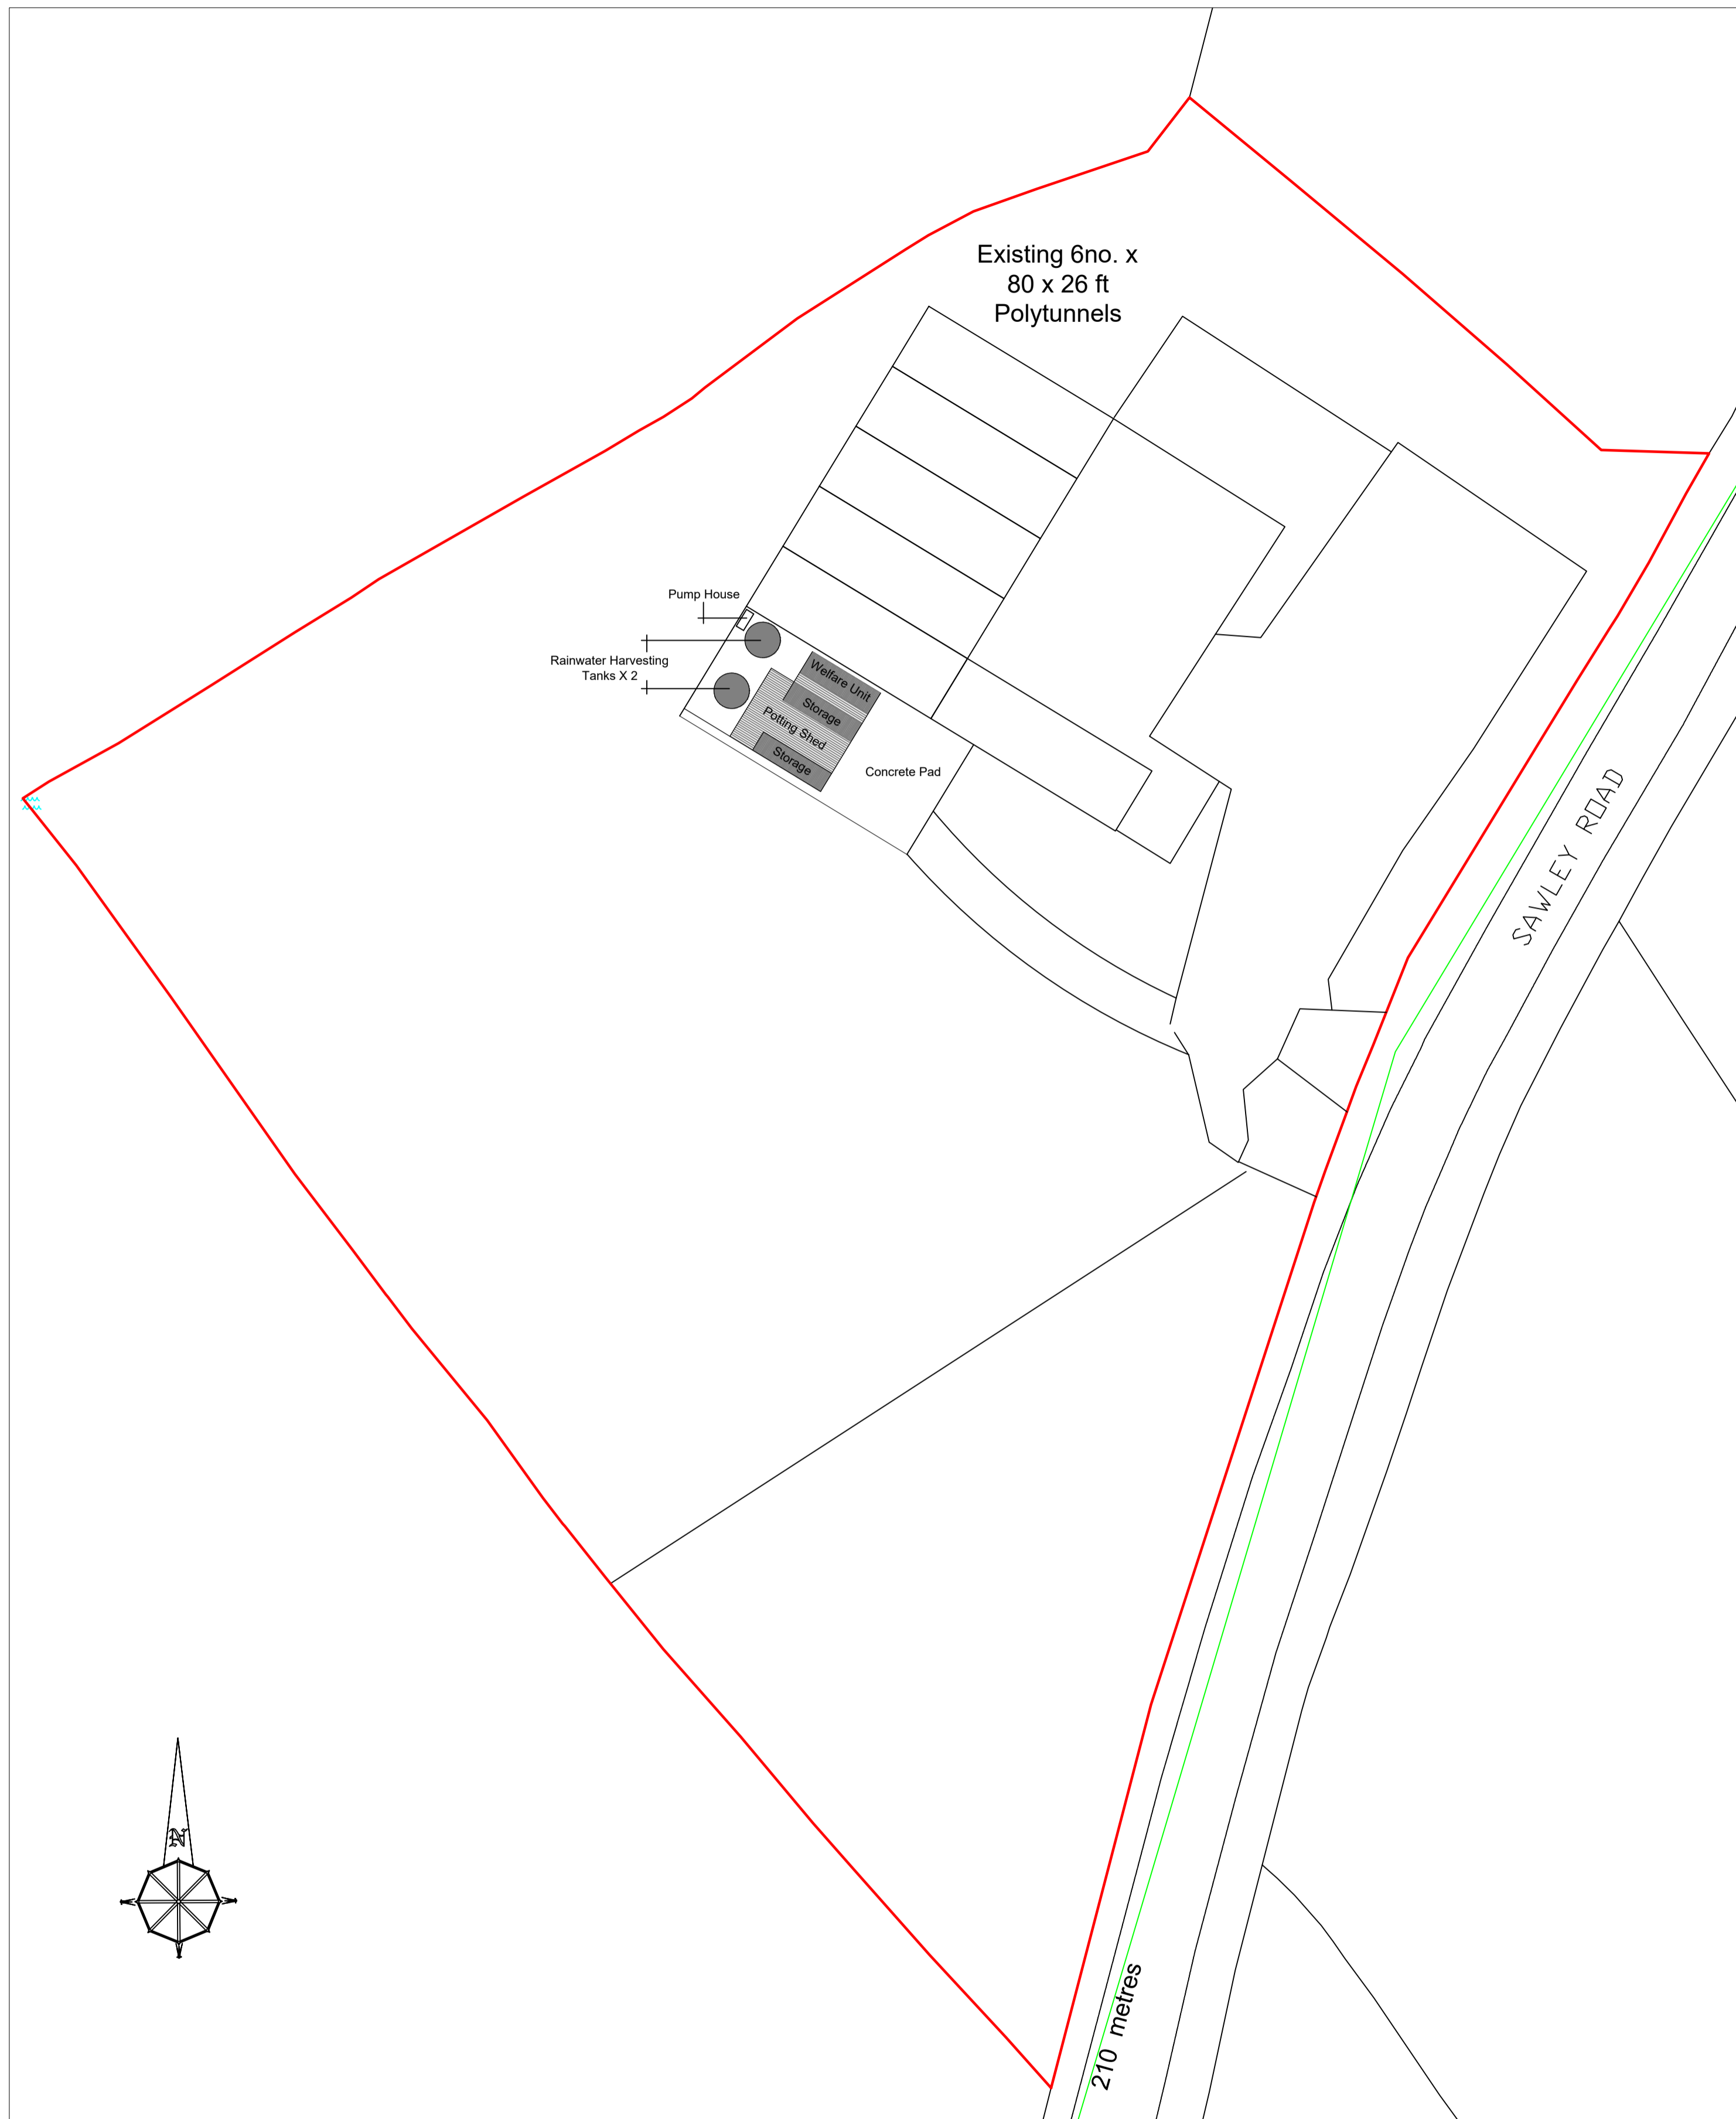 Existing 6no. x
80 x 26 ft
Polytunnels
Pump House
Rainwater Harvesting
Tanks X 2
Welfare Unit
Storage
Potting Shed
Storage
Concrete Pad
SAWLEY ROAD
N
210 metres